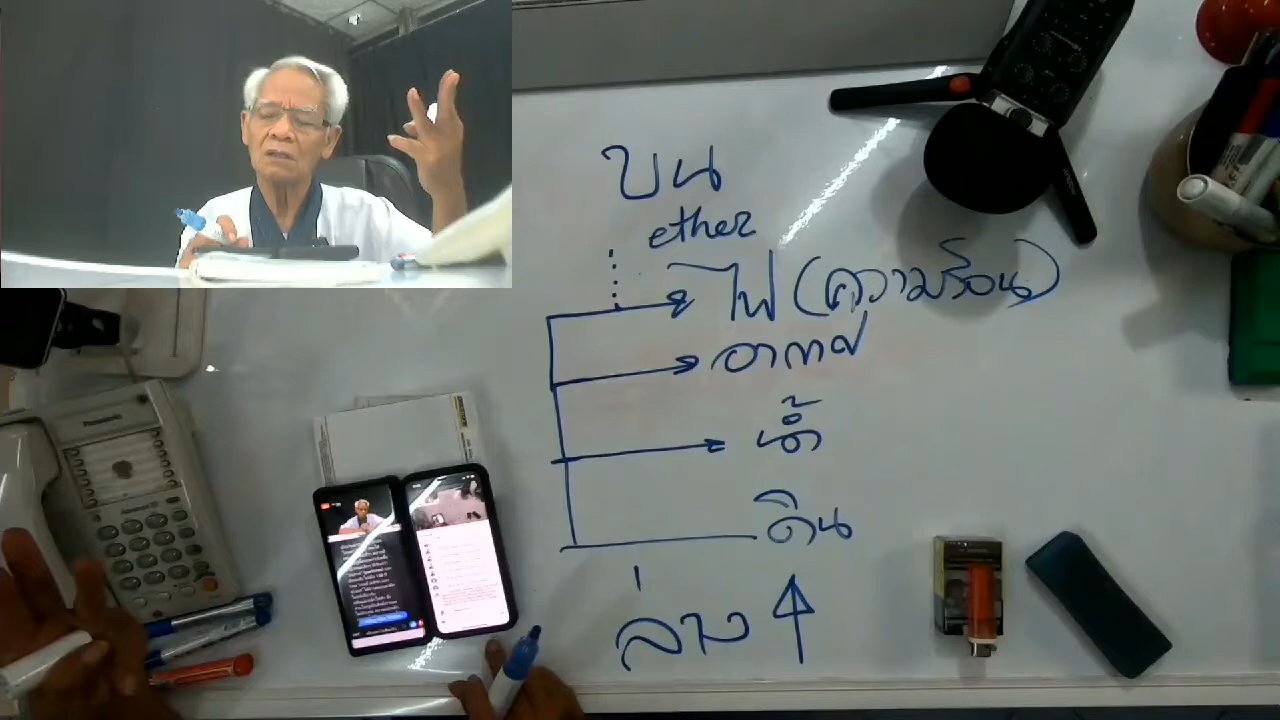 บน
ether
ไฟ (ความร้อน)
อากาศ
น้ำ
ดิน
ล่าง